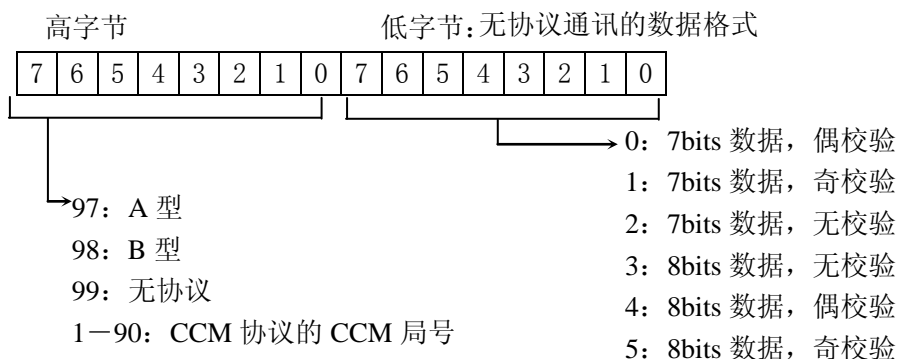 高字节 低字节：无协议通讯的数据格式
7 6 5 4 3 2 1 0 7 6 5 4 3 2 1 0
0：7bits 数据，偶校验
1：7bits 数据，奇校验
97：A 型
2：7bits 数据，无校验
98：B 型
3：8bits 数据，无校验
99：无协议
4：8bits 数据，偶校验
1－90：CCM 协议的 CCM 局号
5：8bits 数据，奇校验